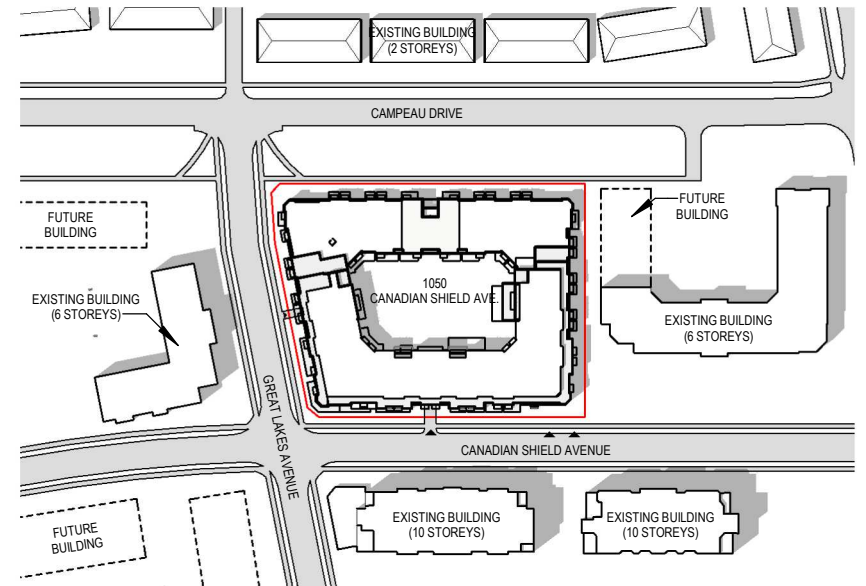 EXISTING BUILDING
(2 STOREYS)
CAMPEAU DRIVE
FUTURE
BUILDING
FUTURE
BUILDING
1050
CANADIAN SHIELD AVE.
EXISTING BUILDING
(6 STOREYS)
EXISTING BUILDING
(6 STOREYS)
GREAT LAKES AVENUE
CANADIAN SHIELD AVENUE
EXISTING BUILDING
(10 STOREYS)
EXISTING BUILDING
(10 STOREYS)
FUTURE
BUILDING